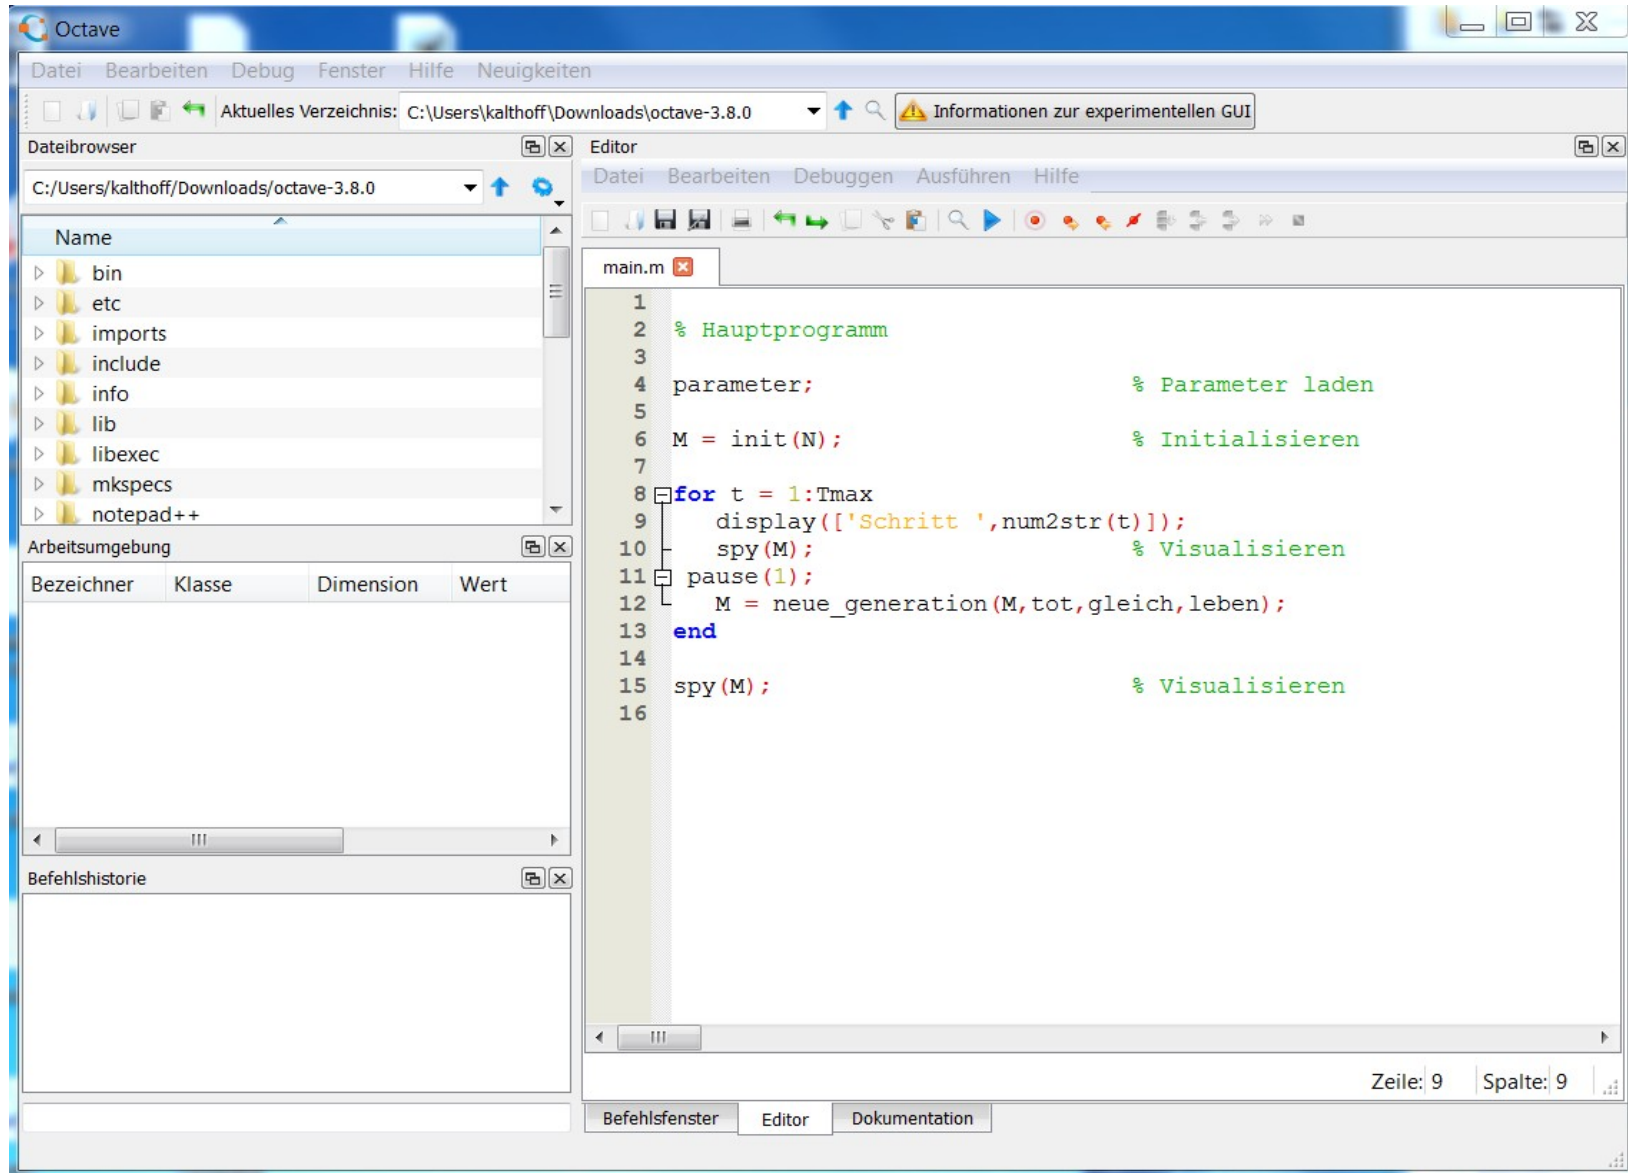 Octave
Datei Bearbeiten Debug Fenster Hilfe Neuigkeiten
Aktuelles Verzeichnis: C:\Users\kalthoff\Downloads\octave-3.8.0 Informationen zur experimentellen GUI
Dateibrowser
C:/Users/kalthoff/Downloads/octave-3.8.0
Name
bin
etc
imports
include
info
lib
libexec
mkspecs
notepad++
Arbeitsumgebung
Bezeichner Klasse Dimension Wert
Befehlshistorie
Editor
Datei Bearbeiten Debuggen Ausführen Hilfe
main.m
1
2 % Hauptprogramm
3
4 parameter; % Parameter laden
5
6 M = init(N); % Initialisieren
7
8 for t = 1:Tmax
9 display(['Schritt ',num2str(t)]);
10 spy(M); % Visualisieren
11 pause(1);
12 M = neue_generation(M,tot,gleich,leben);
13 end
14
15 spy(M); % Visualisieren
16
Zeile: 9 Spalte: 9
Befehlsfenster Editor Dokumentation